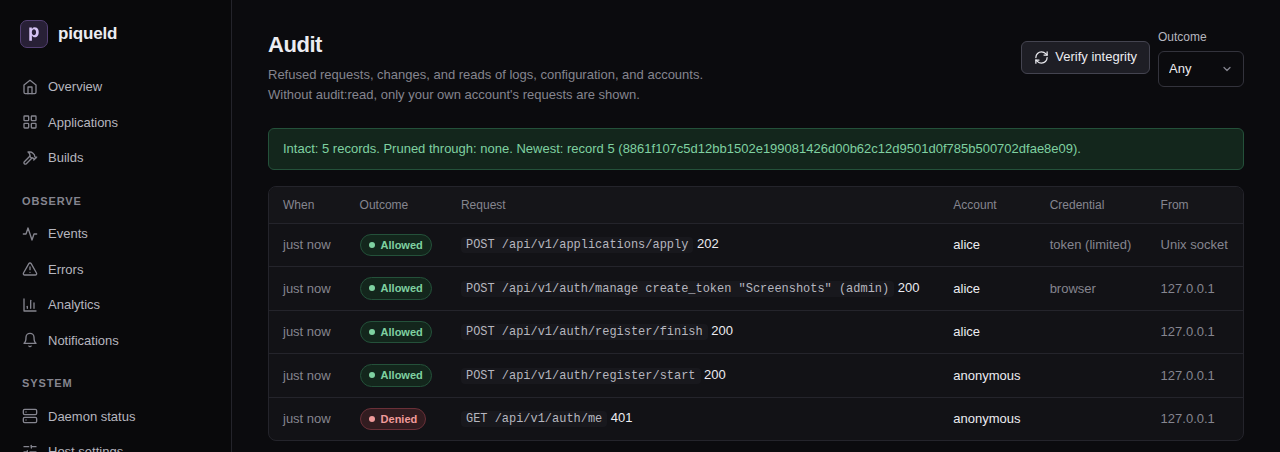 p piqueld
Overview
Applications
Builds
OBSERVE
Events
Errors
Analytics
Notifications
SYSTEM
Daemon status
Host settings
Audit
Refused requests, changes, and reads of logs, configuration, and accounts.
Without audit:read, only your own account's requests are shown.
Verify integrity
Outcome
Any
Intact: 5 records. Pruned through: none. Newest: record 5 (8861f107c5d12bb1502e199081426d00b62c12d9501d0f785b500702dfae8e09).
When Outcome Request Account Credential From
just now Allowed POST /api/v1/applications/apply 202 alice token (limited) Unix socket
just now Allowed POST /api/v1/auth/manage create_token "Screenshots" (admin) 200 alice browser 127.0.0.1
just now Allowed POST /api/v1/auth/register/finish 200 alice 127.0.0.1
just now Allowed POST /api/v1/auth/register/start 200 anonymous 127.0.0.1
just now Denied GET /api/v1/auth/me 401 anonymous 127.0.0.1